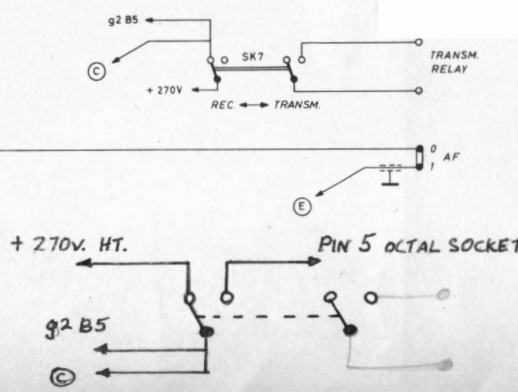 g2 B5
SK7
TRANSM.
RELAY
C
+ 270V
REC. ◄─► TRANSM.
0
AF
1
E
+ 270v. HT.
PIN 5 OCTAL SOCKET
g2 B5
C